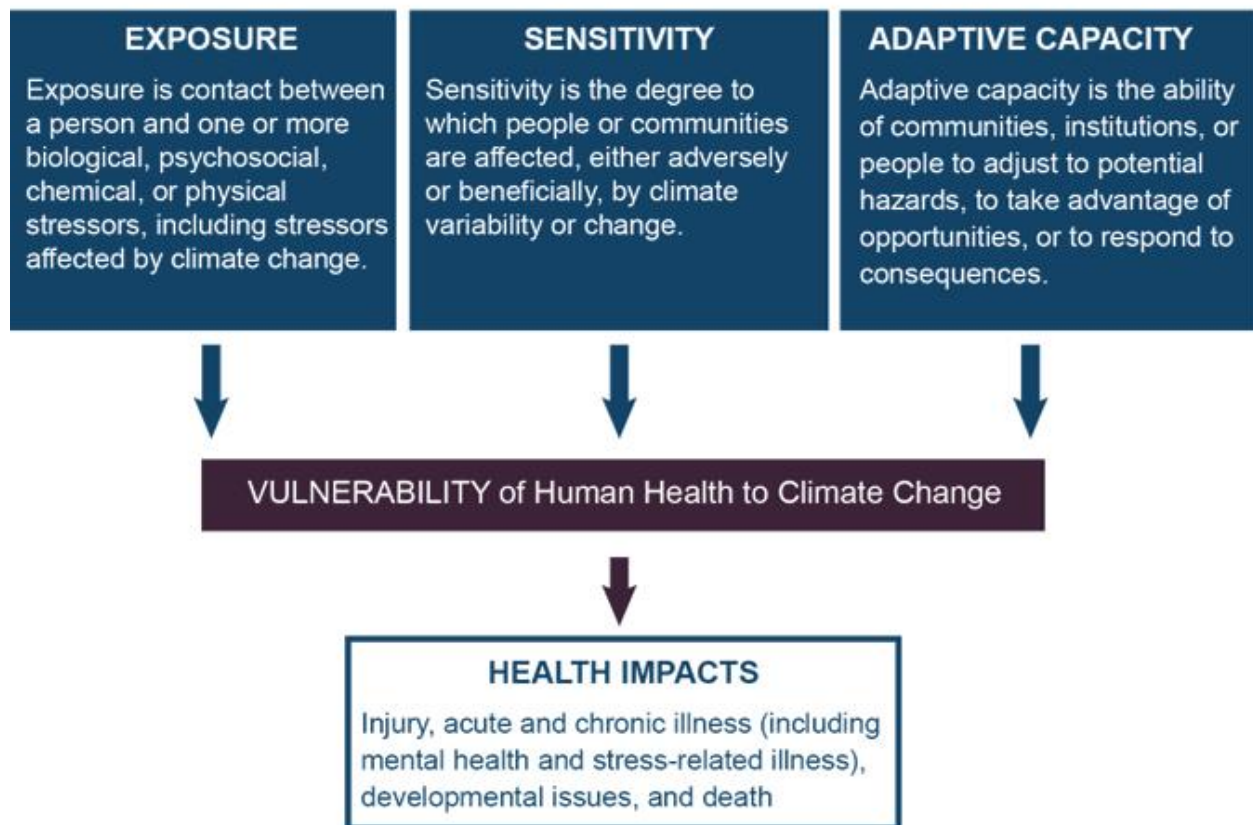 EXPOSURE
Exposure is contact between
a person and one or more
biological, psychosocial,
chemical, or physical
stressors, including stressors
affected by climate change.
SENSITIVITY
Sensitivity is the degree to
which people or communities
are affected, either adversely
or beneficially, by climate
variability or change.
ADAPTIVE CAPACITY
Adaptive capacity is the ability
of communities, institutions, or
people to adjust to potential
hazards, to take advantage of
opportunities, or to respond to
consequences.
VULNERABILITY of Human Health to Climate Change
HEALTH IMPACTS
Injury, acute and chronic illness (including
mental health and stress-related illness),
developmental issues, and death